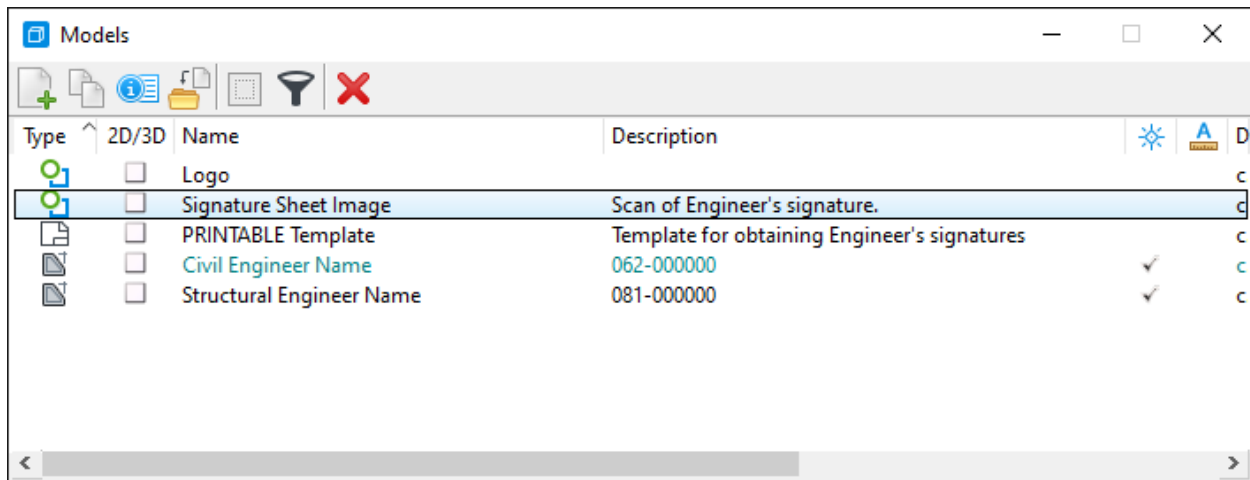 Models
Type 2D/3D Name Description A D
Logo c
Signature Sheet Image Scan of Engineer's signature. c
PRINTABLE Template Template for obtaining Engineer's signatures c
Civil Engineer Name 062-000000 c
Structural Engineer Name 081-000000 c